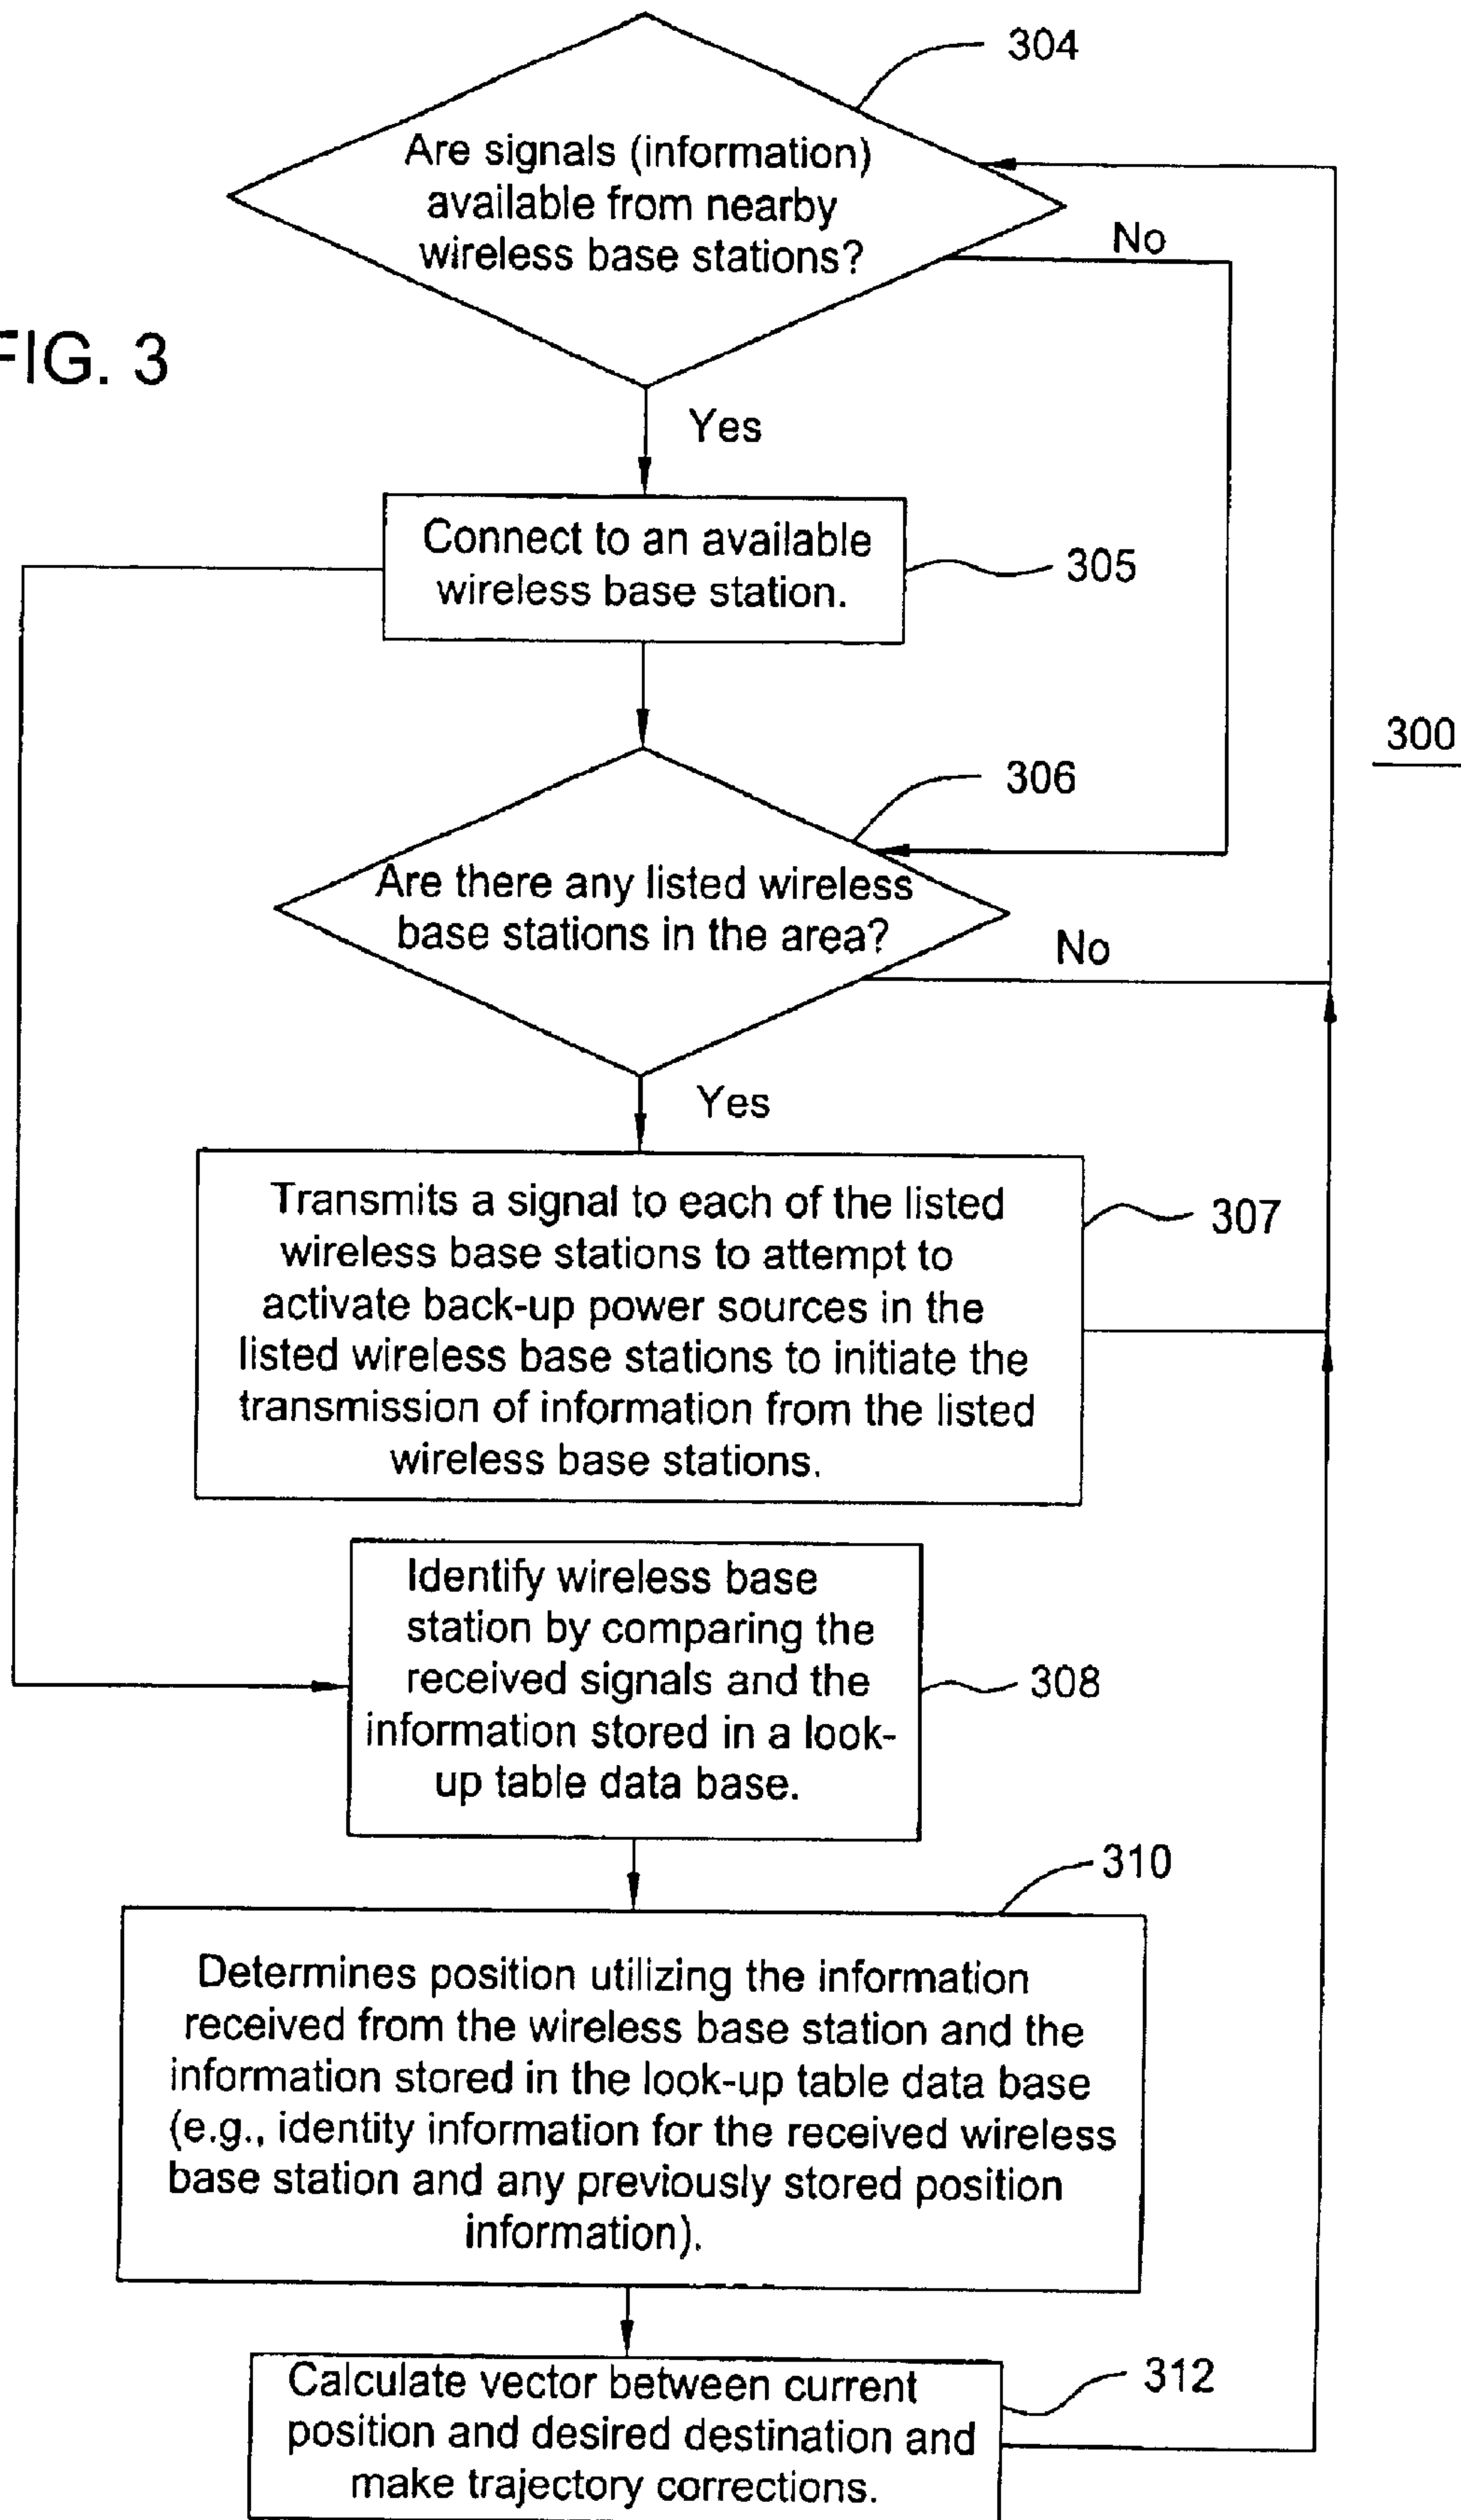 304
Are signals (information)
available from nearby
wireless base stations?
No
FIG. 3
Yes
Connect to an available
wireless base station.
305
300
306
Are there any listed wireless
base stations in the area?
No
Yes
Transmits a signal to each of the listed
wireless base stations to attempt to
activate back-up power sources in the
listed wireless base stations to initiate the
transmission of information from the listed
wireless base stations.
307
Identify wireless base
station by comparing the
received signals and the
information stored in a look-
up table data base.
308
310
Determines position utilizing the information
received from the wireless base station and the
information stored in the look-up table data base
(e.g., identity information for the received wireless
base station and any previously stored position
information).
Calculate vector between current
position and desired destination and
make trajectory corrections.
312